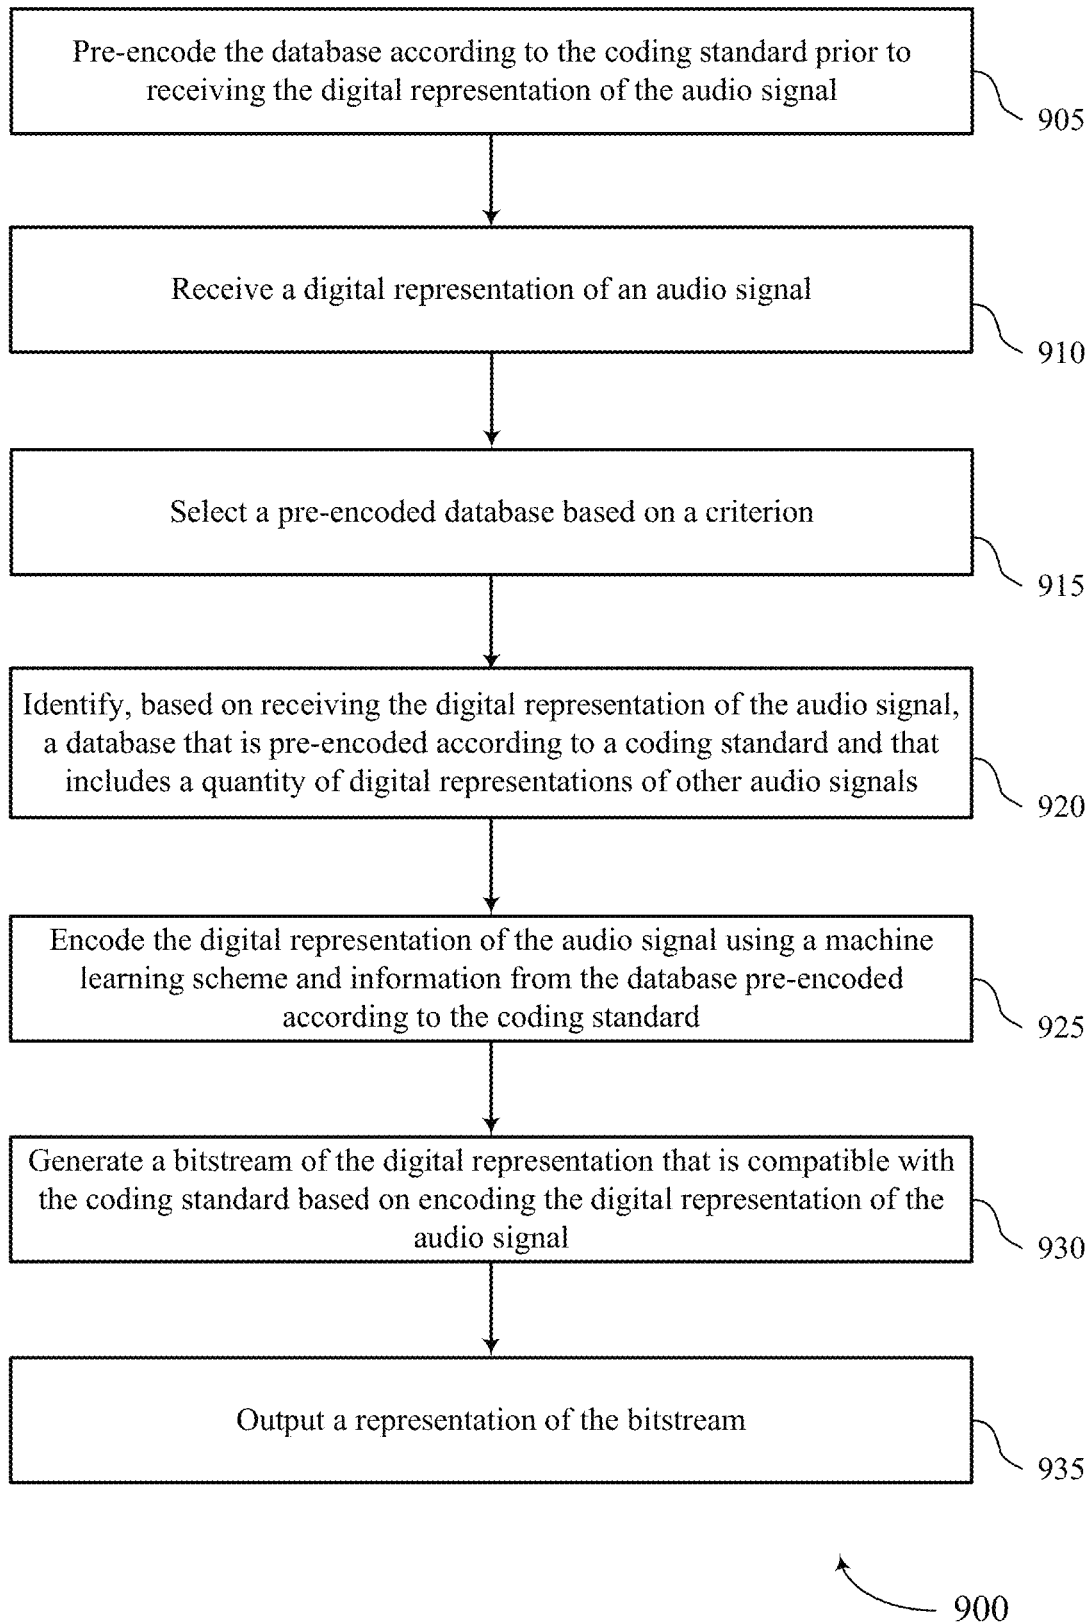 Pre-encode the database according to the coding standard prior to
receiving the digital representation of the audio signal
905
Receive a digital representation of an audio signal
910
Select a pre-encoded database based on a criterion
915
Identify, based on receiving the digital representation of the audio signal,
a database that is pre-encoded according to a coding standard and that
includes a quantity of digital representations of other audio signals
920
Encode the digital representation of the audio signal using a machine
learning scheme and information from the database pre-encoded
according to the coding standard
925
Generate a bitstream of the digital representation that is compatible with
the coding standard based on encoding the digital representation of the
audio signal
930
Output a representation of the bitstream
935
900